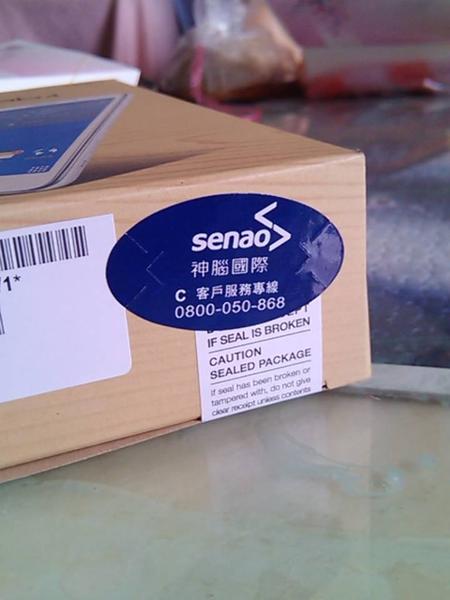 1*
senao
神腦國際
C 客戶服務專線
0800-050-868
IF SEAL IS BROKEN
CAUTION
SEALED PACKAGE
If seal has been broken or
tampered with, do not give
clear receipt unless contents